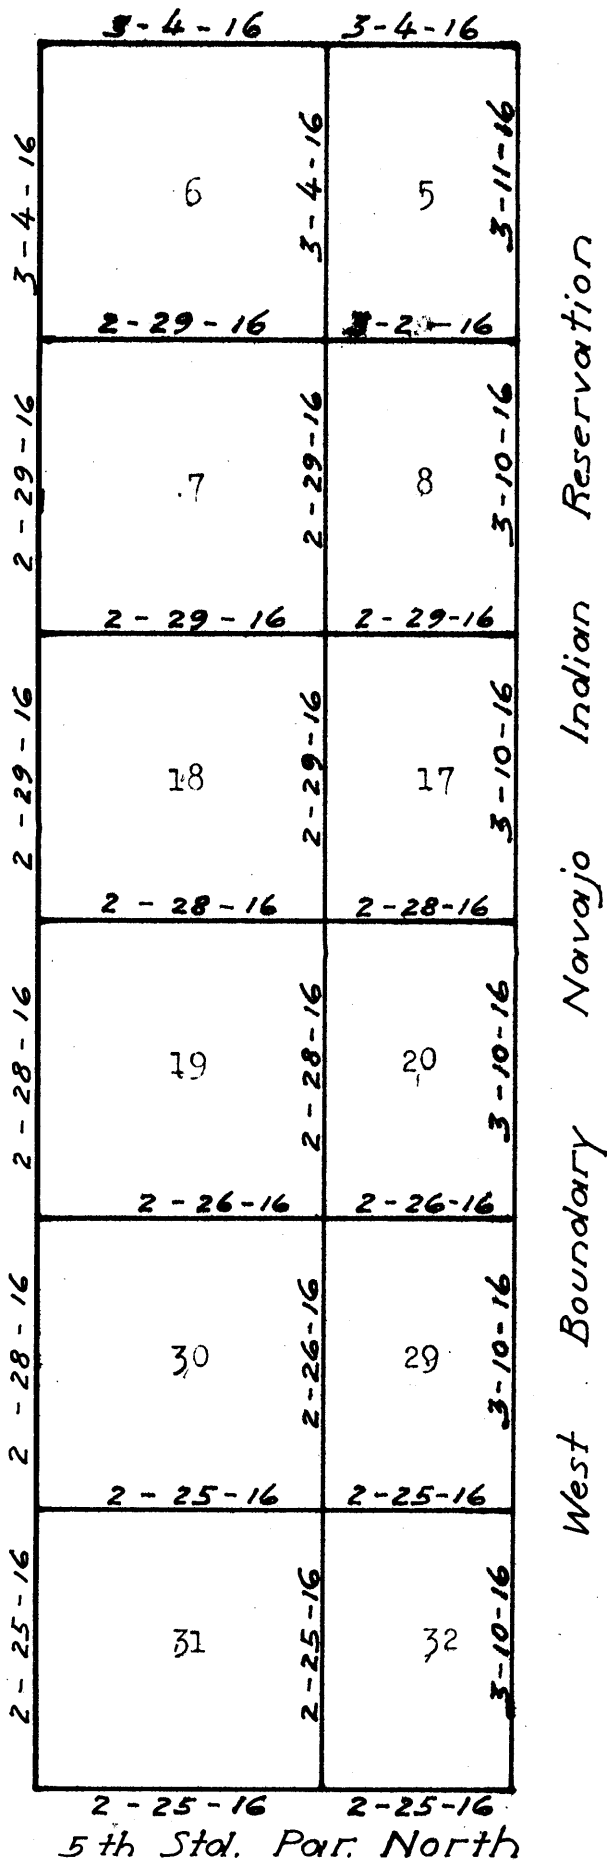 3-4-16 3-4-16
3-4-16 6 3-4-16 5 3-11-16
2-29-16
2-29-16 7 2-29-16 8 3-10-16
2-29-16 2-29-16
2-29-16 18 2-29-16 17 3-10-16
2-28-16 2-28-16
2-28-16 19 2-28-16 20 3-10-16
2-26-16 2-26-16
2-28-16 30 2-26-16 29 3-10-16
2-25-16 2-25-16
2-25-16 31 2-25-16 32 3-10-16
2-25-16 2-25-16
5th Std. Par. North
West Boundary Navajo Indian Reservation